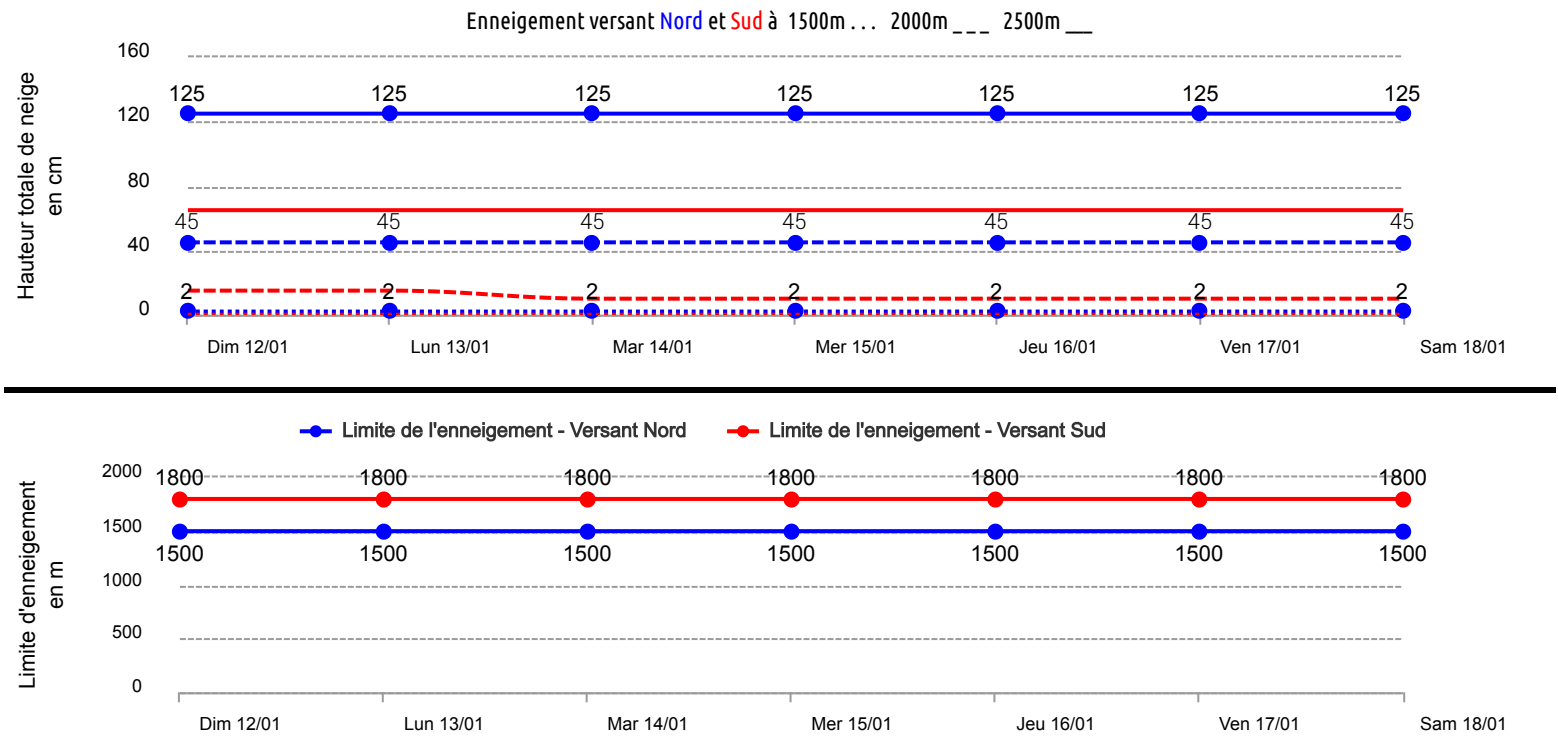 Enneigement versant Nord et Sud à 1500m . . . 2000m _ _ _ 2500m __
Hauteur totale de neige
en cm
160
125 125 125 125 125 125 125
120
80
45 45 45 45 45 45 45
40
2 2 2 2 2 2 2
0
Dim 12/01 Lun 13/01 Mar 14/01 Mer 15/01 Jeu 16/01 Ven 17/01 Sam 18/01
Limite de l'enneigement - Versant Nord Limite de l'enneigement - Versant Sud
Limite d'enneigement
en m
2000
1800 1800 1800 1800 1800 1800 1800
1500
1500 1500 1500 1500 1500 1500 1500
1000
500
0
Dim 12/01 Lun 13/01 Mar 14/01 Mer 15/01 Jeu 16/01 Ven 17/01 Sam 18/01